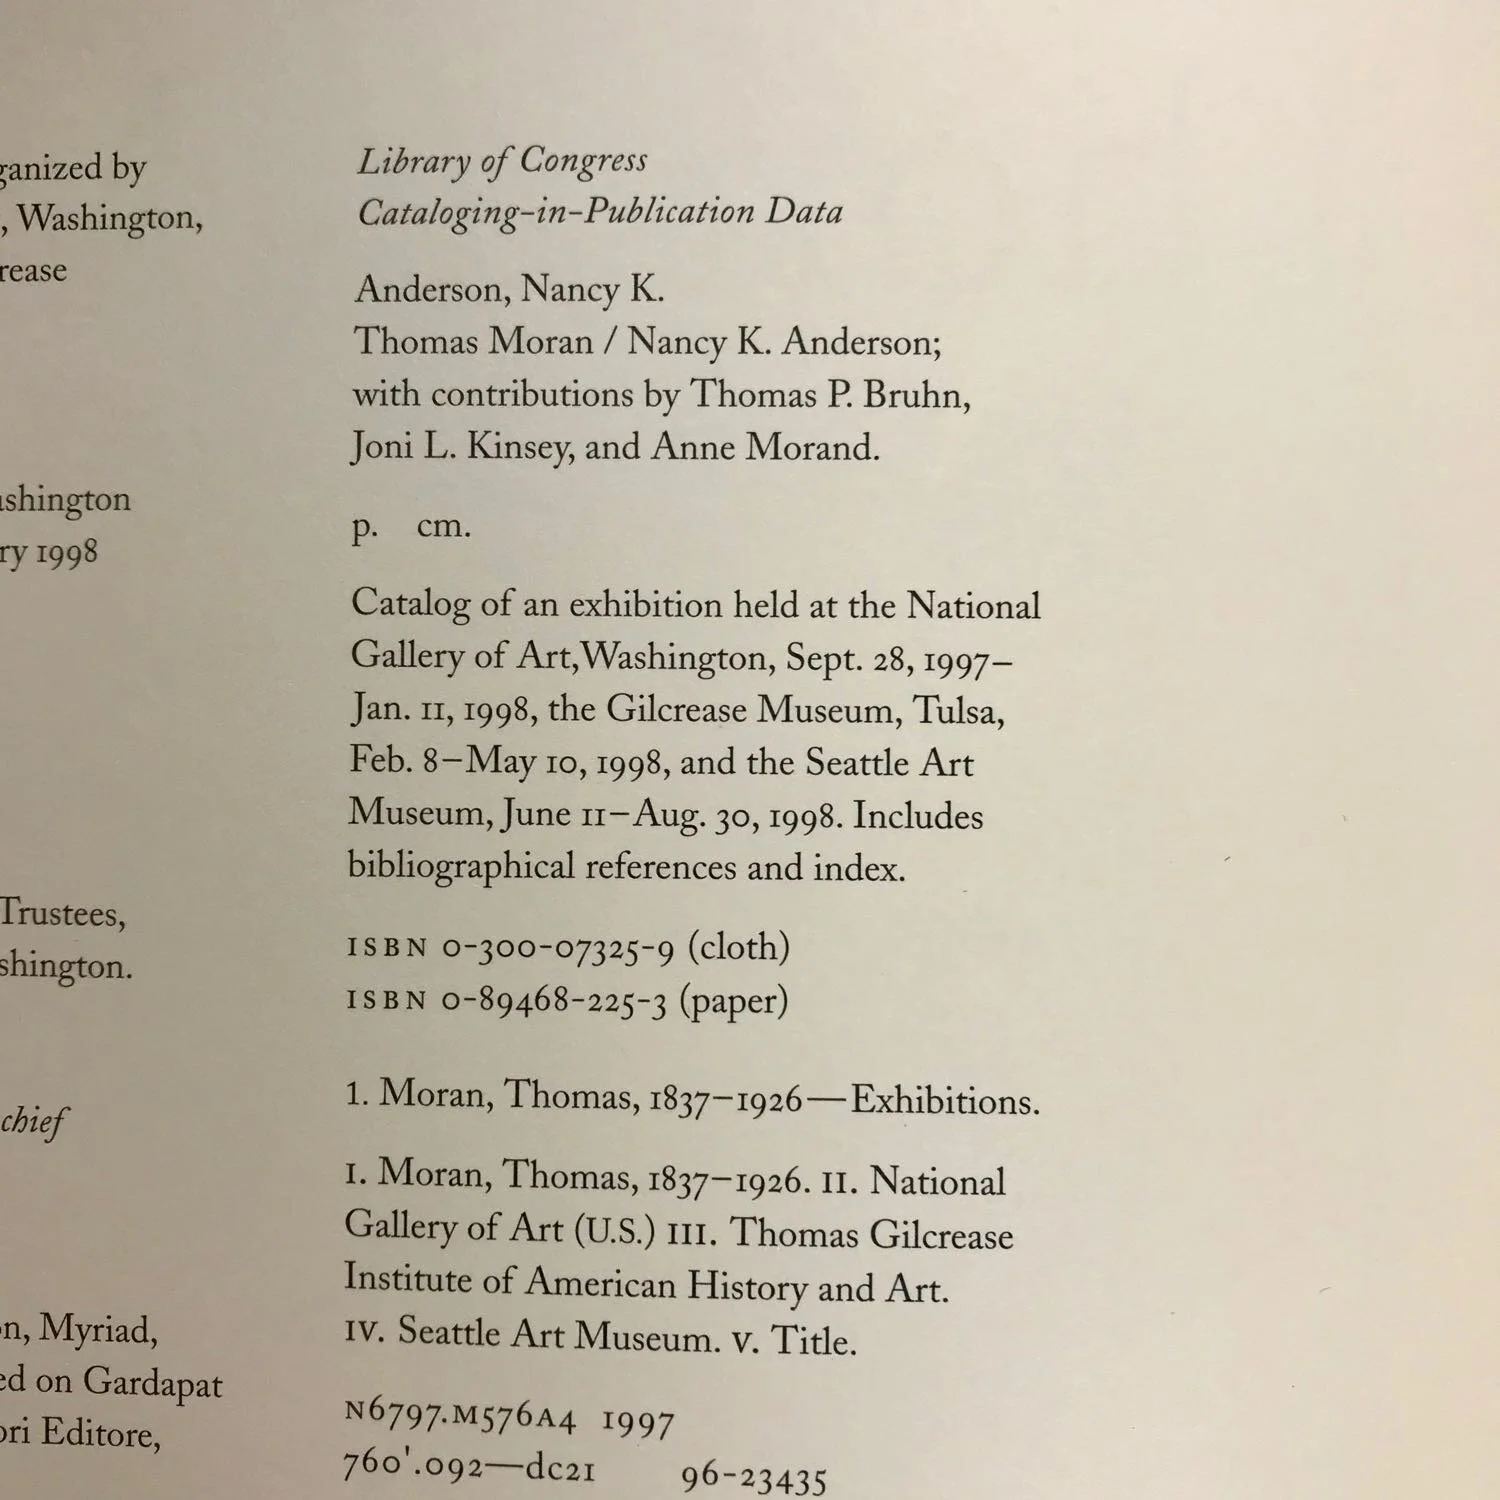 ganized by
, Washington,
rease
ashington
ry 1998
Trustees,
shington.
chief
n, Myriad,
ed on Gardapat
ori Editore,
Library of Congress
Cataloging-in-Publication Data
Anderson, Nancy K.
Thomas Moran / Nancy K. Anderson;
with contributions by Thomas P. Bruhn,
Joni L. Kinsey, and Anne Morand.
p. cm.
Catalog of an exhibition held at the National
Gallery of Art,Washington, Sept. 28, 1997–
Jan. 11, 1998, the Gilcrease Museum, Tulsa,
Feb. 8–May 10, 1998, and the Seattle Art
Museum, June 11–Aug. 30, 1998. Includes
bibliographical references and index.
ISBN 0-300-07325-9 (cloth)
ISBN 0-89468-225-3 (paper)
1. Moran, Thomas, 1837–1926—Exhibitions.
I. Moran, Thomas, 1837–1926. II. National
Gallery of Art (U.S.) III. Thomas Gilcrease
Institute of American History and Art.
IV. Seattle Art Museum. V. Title.
N6797.M576A4 1997
760'.092—dc21 96-23435